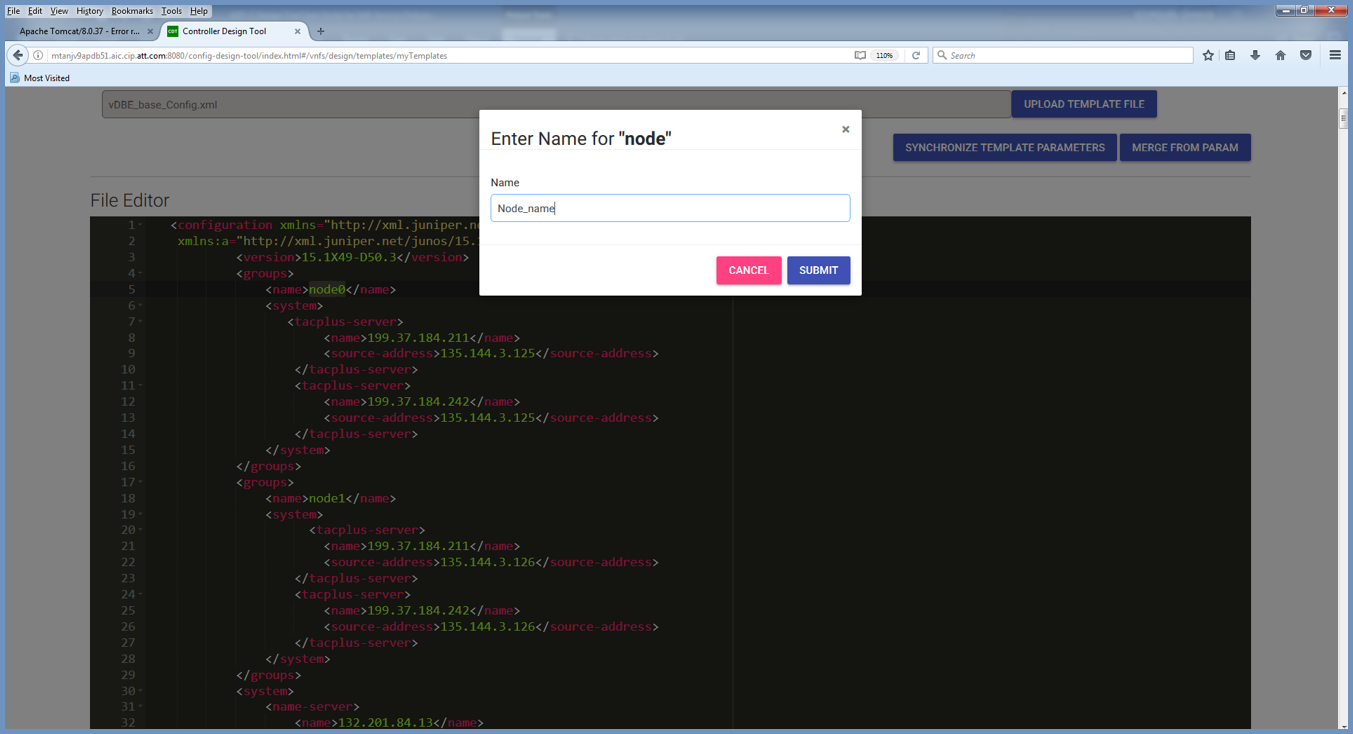 File Edit View History Bookmarks Tools Help
Apache Tomcat/8.0.37 - Error r... × CDT Controller Design Tool × +
mtanjv9apdb51.aic.cip.att.com:8080/config-design-tool/index.html#/vnfs/design/templates/myTemplates 110% Search
Most Visited
vDBE_base_Config.xml UPLOAD TEMPLATE FILE
SYNCHRONIZE TEMPLATE PARAMETERS MERGE FROM PARAM
Enter Name for "node" ×
Name
Node_name
CANCEL SUBMIT
File Editor
1 <configuration xmlns="http://xml.juniper.ne
2 xmlns:a="http://xml.juniper.net/junos/15.1
3 <version>15.1X49-D50.3</version>
4 <groups>
5 <name>node0</name>
6 <system>
7 <tacplus-server>
8 <name>199.37.184.211</name>
9 <source-address>135.144.3.125</source-address>
10 </tacplus-server>
11 <tacplus-server>
12 <name>199.37.184.242</name>
13 <source-address>135.144.3.125</source-address>
14 </tacplus-server>
15 </system>
16 </groups>
17 <groups>
18 <name>node1</name>
19 <system>
20 <tacplus-server>
21 <name>199.37.184.211</name>
22 <source-address>135.144.3.126</source-address>
23 </tacplus-server>
24 <tacplus-server>
25 <name>199.37.184.242</name>
26 <source-address>135.144.3.126</source-address>
27 </tacplus-server>
28 </system>
29 </groups>
30 <system>
31 <name-server>
32 <name>132.201.84.13</name>